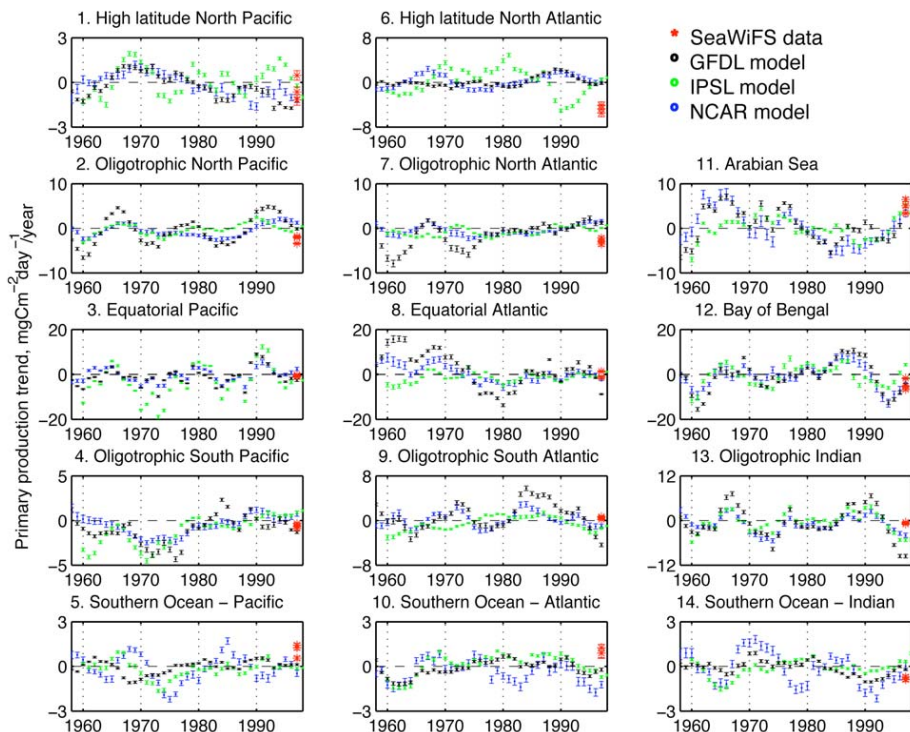 1. High latitude North Pacific
3
0
−3
1960 1970 1980 1990
6. High latitude North Atlantic
8
0
−8
1960 1970 1980 1990
SeaWiFS data
GFDL model
IPSL model
NCAR model
Primary production trend, mgCm⁻²day⁻¹/year
2. Oligotrophic North Pacific
10
0
−10
1960 1970 1980 1990
7. Oligotrophic North Atlantic
10
0
−10
1960 1970 1980 1990
11. Arabian Sea
10
0
−10
1960 1970 1980 1990
3. Equatorial Pacific
20
0
−20
1960 1970 1980 1990
8. Equatorial Atlantic
20
0
−20
1960 1970 1980 1990
12. Bay of Bengal
20
0
−20
1960 1970 1980 1990
4. Oligotrophic South Pacific
5
0
−5
1960 1970 1980 1990
9. Oligotrophic South Atlantic
8
0
−8
1960 1970 1980 1990
13. Oligotrophic Indian
12
0
−12
1960 1970 1980 1990
5. Southern Ocean − Pacific
3
0
−3
1960 1970 1980 1990
10. Southern Ocean − Atlantic
3
0
−3
1960 1970 1980 1990
14. Southern Ocean − Indian
3
0
−3
1960 1970 1980 1990